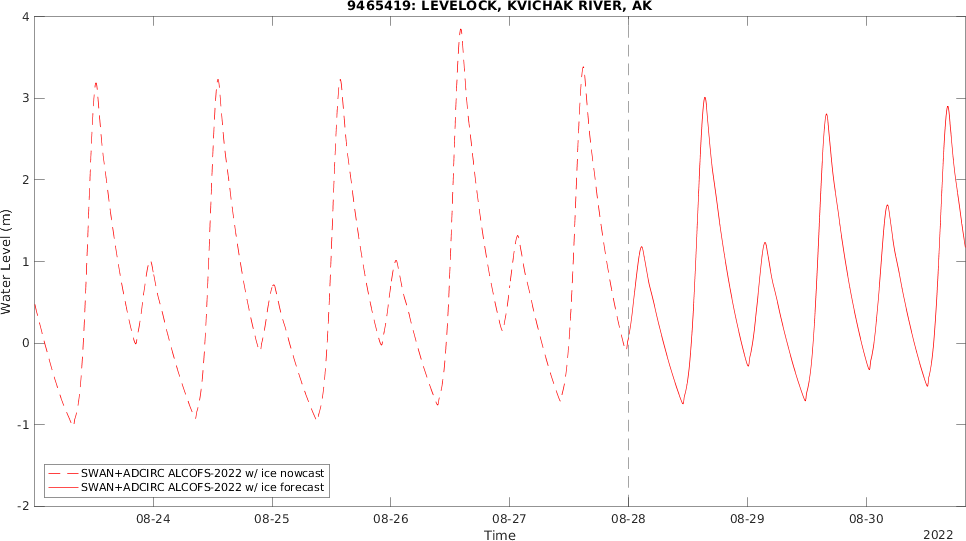 9465419: LEVELOCK, KVICHAK RIVER, AK
4
3
2
1
0
-1
-2
Water Level (m)
SWAN+ADCIRC ALCOFS-2022 w/ ice nowcast
SWAN+ADCIRC ALCOFS-2022 w/ ice forecast
08-24 08-25 08-26 08-27 08-28 08-29 08-30
Time
2022